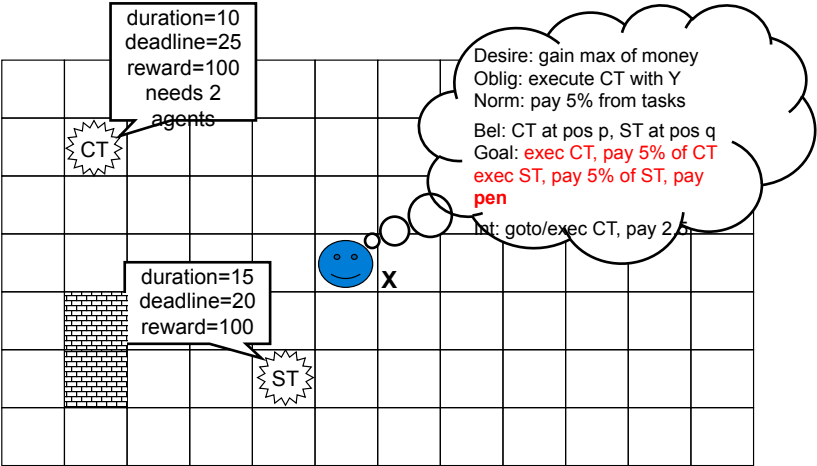 duration=10
deadline=25
reward=100
needs 2
agents
CT
Desire: gain max of money
Oblig: execute CT with Y
Norm: pay 5% from tasks
Bel: CT at pos p, ST at pos q
Goal: exec CT, pay 5% of CT
exec ST, pay 5% of ST, pay
pen
Int: goto/exec CT, pay 2.5
X
duration=15
deadline=20
reward=100
ST